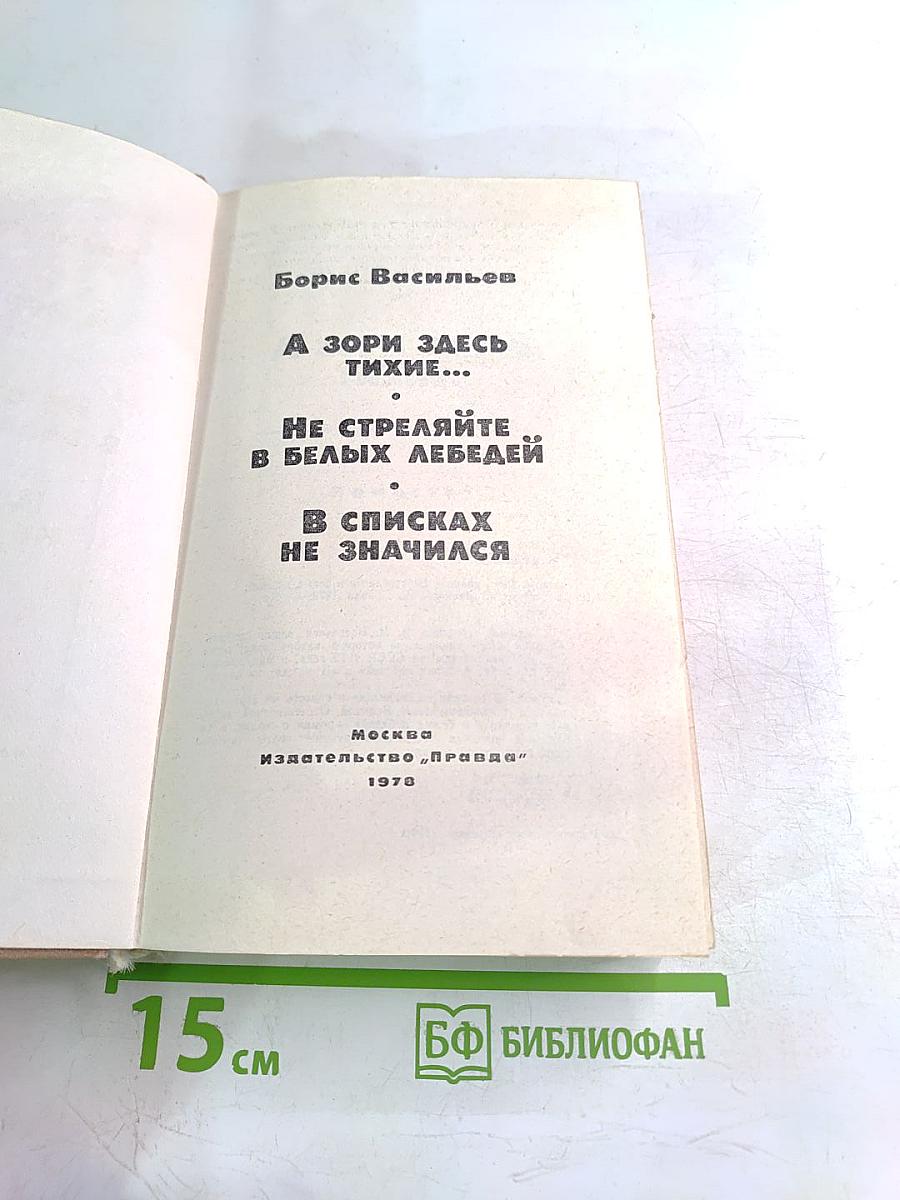 Борис Васильев
А ЗОРИ ЗДЕСЬ
ТИХИЕ...
•
НЕ СТРЕЛЯЙТЕ
В БЕЛЫХ ЛЕБЕДЕЙ
•
В СПИСКАХ
НЕ ЗНАЧИЛСЯ
Москва
Издательство „Правда"
1978
15 см
БФ БИБЛИОФАН